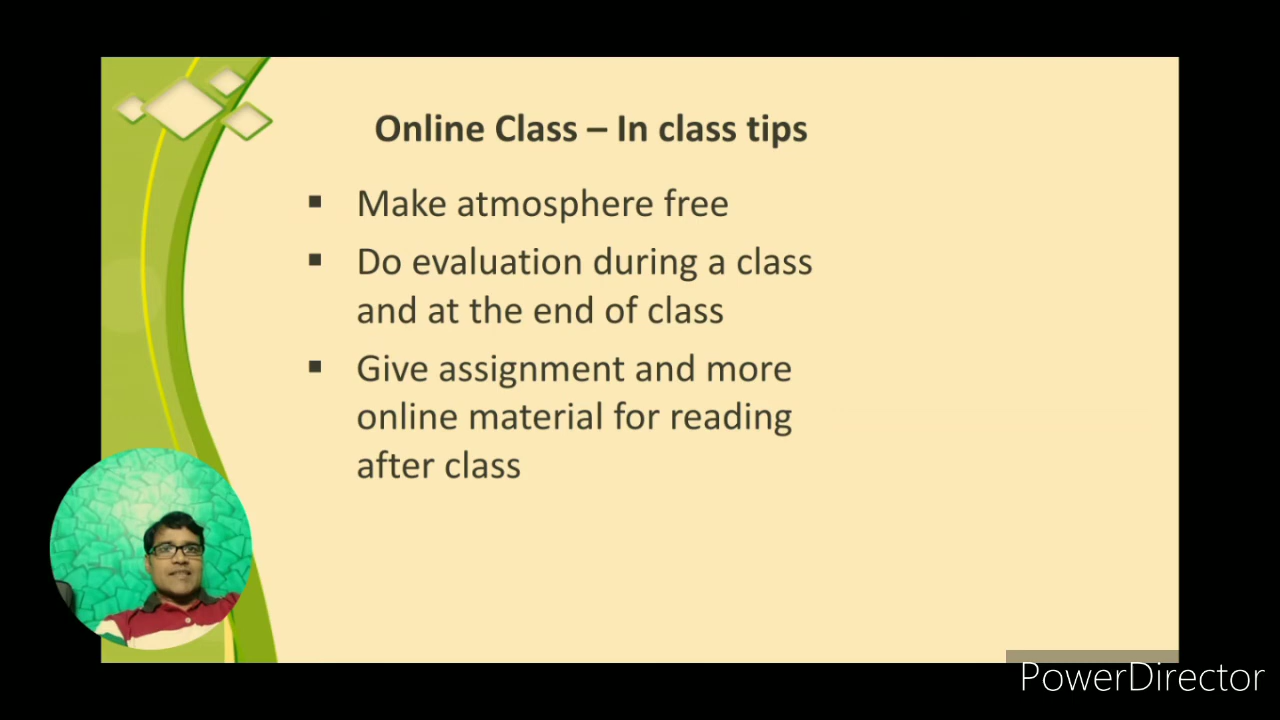 Online Class – In class tips
▪ Make atmosphere free
▪ Do evaluation during a class
and at the end of class
▪ Give assignment and more
online material for reading
after class
PowerDirector